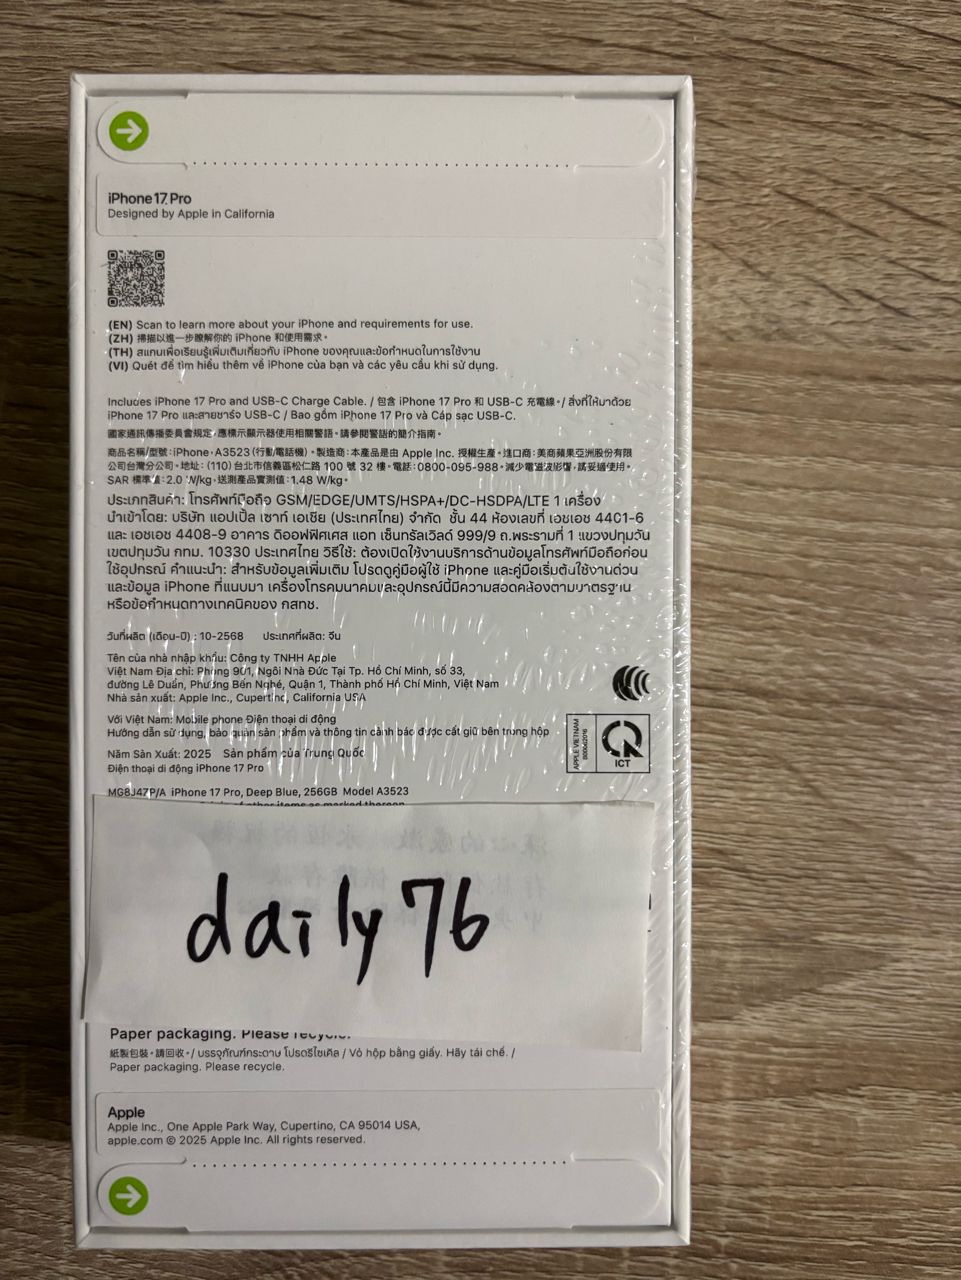 iPhone 17 Pro
Designed by Apple in California
(EN) Scan to learn more about your iPhone and requirements for use.
(ZH) 掃描以進一步瞭解你的 iPhone 和使用需求。
(TH) สแกนเพื่อเรียนรู้เพิ่มเติมเกี่ยวกับ iPhone ของคุณและข้อกำหนดในการใช้งาน
(VI) Quét để tìm hiểu thêm về iPhone của bạn và các yêu cầu khi sử dụng.
Includes iPhone 17 Pro and USB-C Charge Cable. / 包含 iPhone 17 Pro 和 USB-C 充電線。/ สิ่งที่ให้มาด้วย
iPhone 17 Pro และสายชาร์จ USB-C / Bao gồm iPhone 17 Pro và Cáp sạc USB-C.
國家通訊傳播委員會規定，應標示顯示器使用相關警語。請參閱警語的簡介指南。
商品名稱/型號：iPhone，A3523 (行動電話機)。製造商：本產品是由 Apple Inc. 授權生產。進口商：美商蘋果亞洲股份有限
公司台灣分公司。地址：(110) 台北市信義區松仁路 100 號 32 樓。電話：0800-095-988。減少電磁波影響，請妥適使用。
SAR 標準值：2.0 W/kg，送測產品實測值：1.48 W/kg。
ประเภทสินค้า: โทรศัพท์มือถือ GSM/EDGE/UMTS/HSPA+/DC-HSDPA/LTE 1 เครื่อง
นำเข้าโดย: บริษัท แอปเปิ้ล เซาท์ เอเชีย (ประเทศไทย) จำกัด ชั้น 44 ห้องเลขที่ เอชเอช 4401-6
และ เอชเอช 4408-9 อาคาร ดิออฟฟิศเศส แอท เซ็นทรัลเวิลด์ 999/9 ถ.พระรามที่ 1 แขวงปทุมวัน
เขตปทุมวัน กทม. 10330 ประเทศไทย วิธีใช้: ต้องเปิดใช้งานบริการด้านข้อมูลโทรศัพท์มือถือก่อน
ใช้อุปกรณ์ คำแนะนำ: สำหรับข้อมูลเพิ่มเติม โปรดดูคู่มือผู้ใช้ iPhone และคู่มือเริ่มต้นใช้งานด่วน
และข้อมูล iPhone ที่แนบมา เครื่องโทรคมนาคมและอุปกรณ์นี้มีความสอดคล้องตามมาตรฐาน
หรือข้อกำหนดทางเทคนิคของ กสทช.
วันที่ผลิต (เดือน-ปี) : 10-2568 ประเทศที่ผลิต: จีน
Tên của nhà nhập khẩu: Công ty TNHH Apple
Việt Nam Địa chỉ: Phòng 901, Ngôi Nhà Đức Tại Tp. Hồ Chí Minh, số 33,
đường Lê Duẩn, Phường Bến Nghé, Quận 1, Thành phố Hồ Chí Minh, Việt Nam
Nhà sản xuất: Apple Inc., Cupertino, California USA
Với Việt Nam: Mobile phone Điện thoại di động
Hướng dẫn sử dụng, bảo quản sản phẩm và thông tin cảnh báo được cất giữ bên trong hộp
Năm Sản Xuất: 2025 Sản phẩm của Trung Quốc
Điện thoại di động iPhone 17 Pro
APPLE VIETNAM
ICT
MG8J4ZP/A iPhone 17 Pro, Deep Blue, 256GB Model A3523
of other items as marked thereon
daily76
Paper packaging. Please recycle.
紙製包裝。請回收。/ บรรจุภัณฑ์กระดาษ โปรดรีไซเคิล / Vỏ hộp bằng giấy. Hãy tái chế. /
Paper packaging. Please recycle.
Apple
Apple Inc., One Apple Park Way, Cupertino, CA 95014 USA,
apple.com © 2025 Apple Inc. All rights reserved.